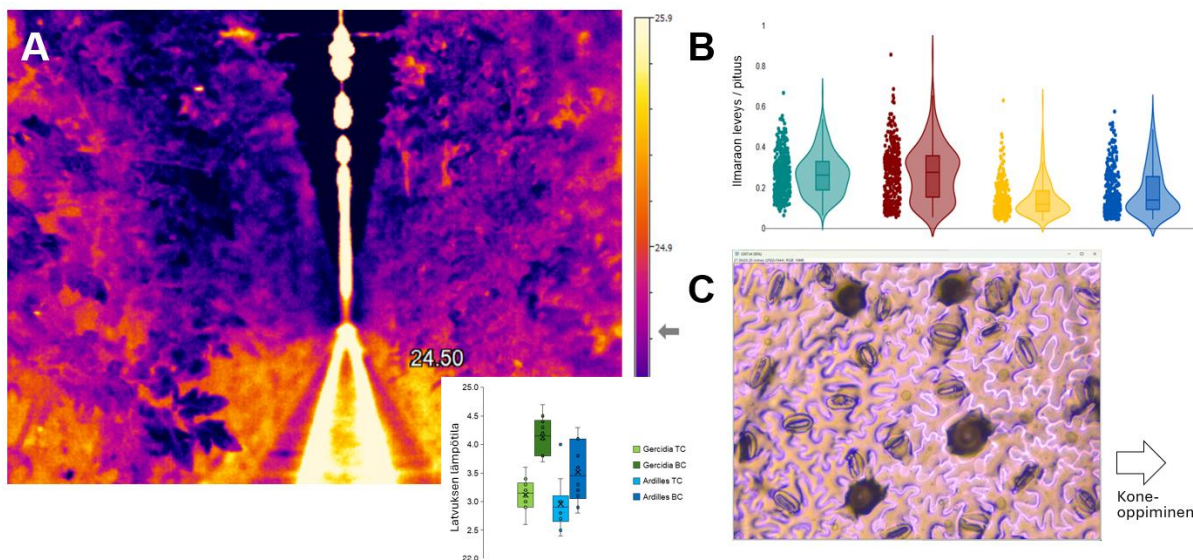 A
25.9
24.9
24.50
Latvuksen lämpötila
25.0
4.5
4.0
3.5
3.0
2.5
22.0
Gercidia TC
Gercidia BC
Ardilles TC
Ardilles BC
B
Ilmaraon leveys / pituus
1
0.8
0.6
0.4
0.2
0
C
Kone-
oppiminen